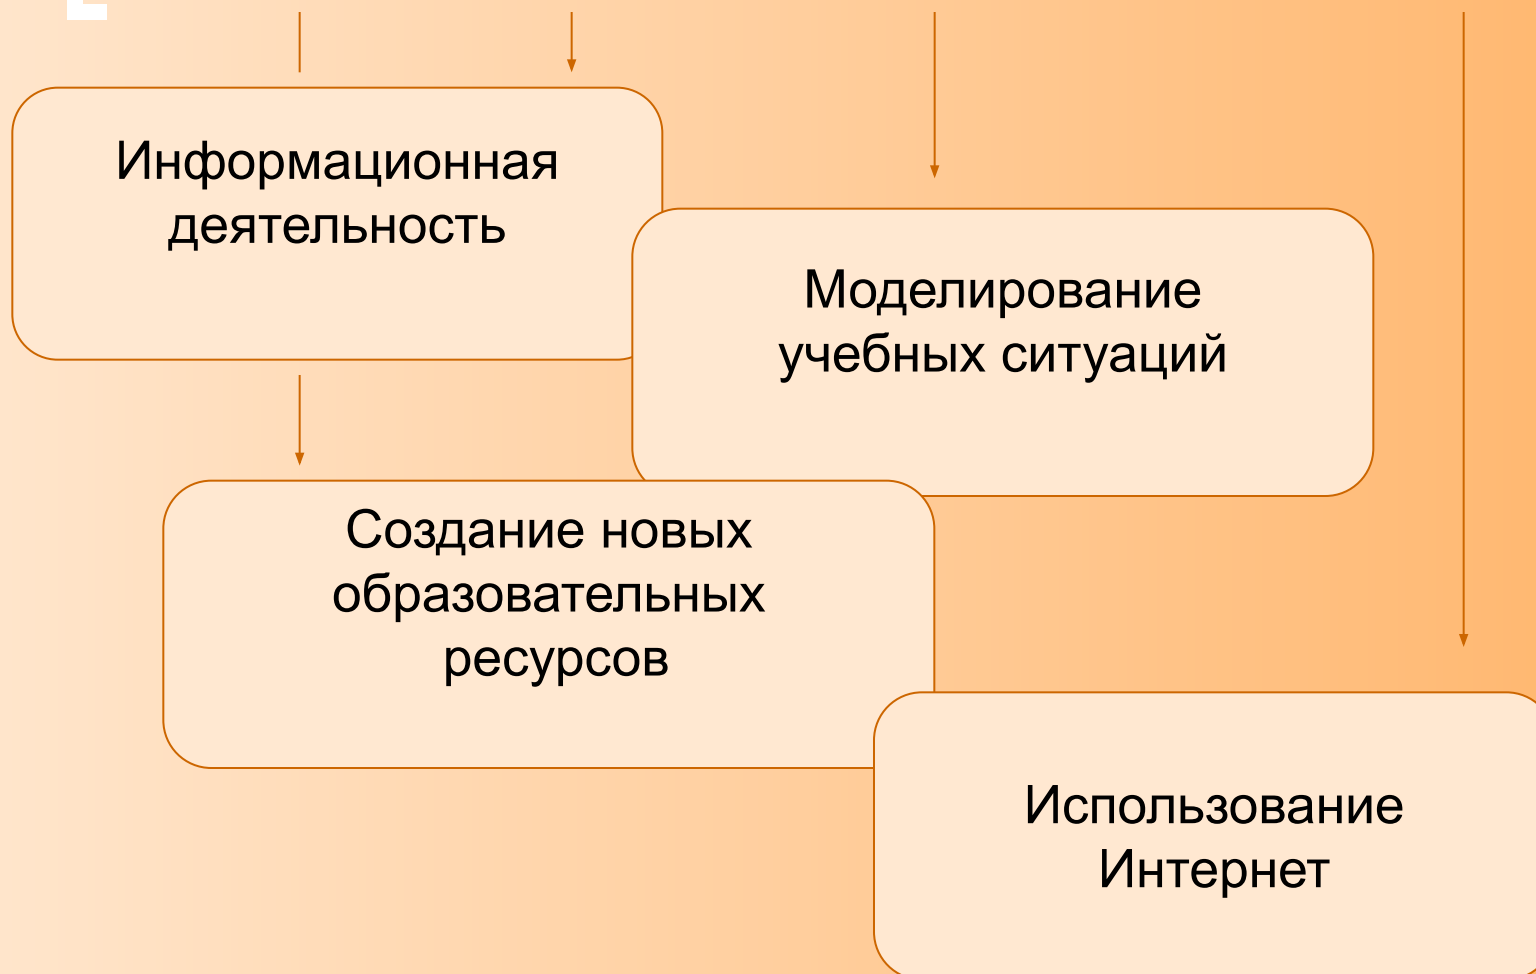 Информационная
деятельность
Моделирование
учебных ситуаций
Создание новых
образовательных
ресурсов
Использование
Интернет